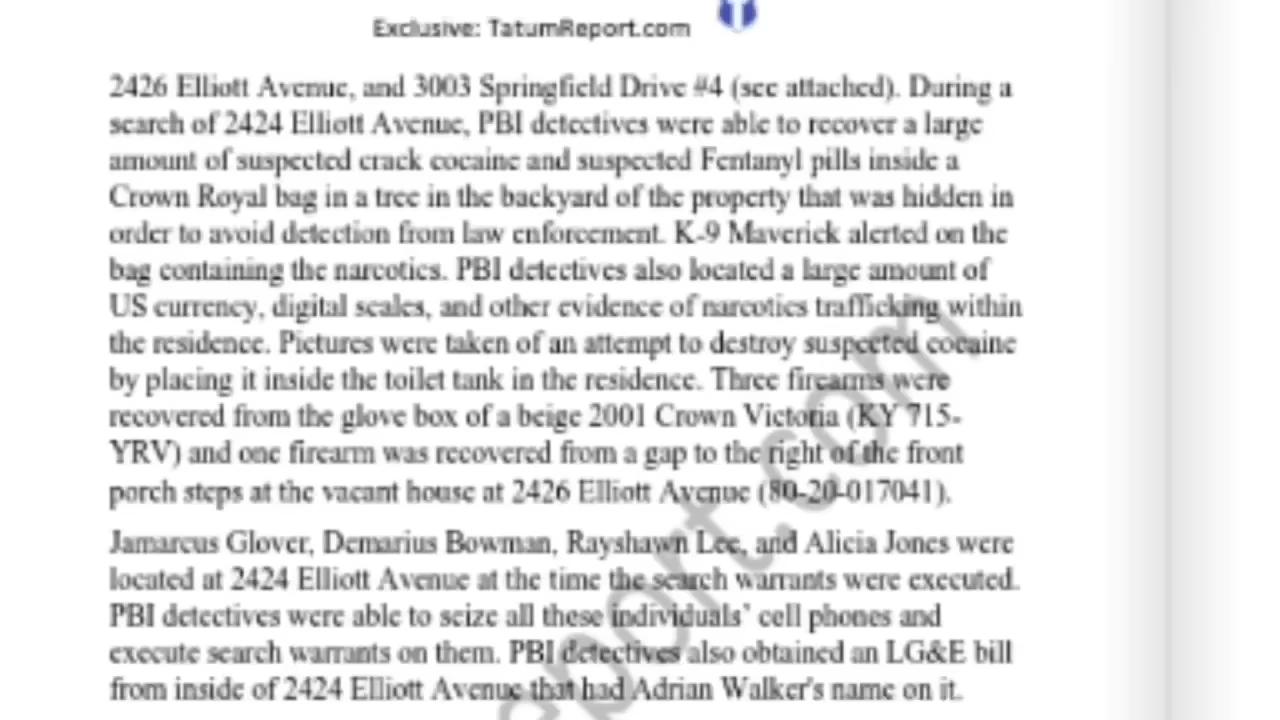 Exclusive: TatumReport.com
2426 Elliott Avenue, and 3003 Springfield Drive #4 (see attached). During a
search of 2424 Elliott Avenue, PBI detectives were able to recover a large
amount of suspected crack cocaine and suspected Fentanyl pills inside a
Crown Royal bag in a tree in the backyard of the property that was hidden in
order to avoid detection from law enforcement. K-9 Maverick alerted on the
bag containing the narcotics. PBI detectives also located a large amount of
US currency, digital scales, and other evidence of narcotics trafficking within
the residence. Pictures were taken of an attempt to destroy suspected cocaine
by placing it inside the toilet tank in the residence. Three firearms were
recovered from the glove box of a beige 2001 Crown Victoria (KY 715-
YRV) and one firearm was recovered from a gap to the right of the front
porch steps at the vacant house at 2426 Elliott Avenue (80-20-017041).
Jamarcus Glover, Demarius Bowman, Rayshawn Lee, and Alicia Jones were
located at 2424 Elliott Avenue at the time the search warrants were executed.
PBI detectives were able to seize all these individuals' cell phones and
execute search warrants on them. PBI detectives also obtained an LG&E bill
from inside of 2424 Elliott Avenue that had Adrian Walker's name on it.
eport.com